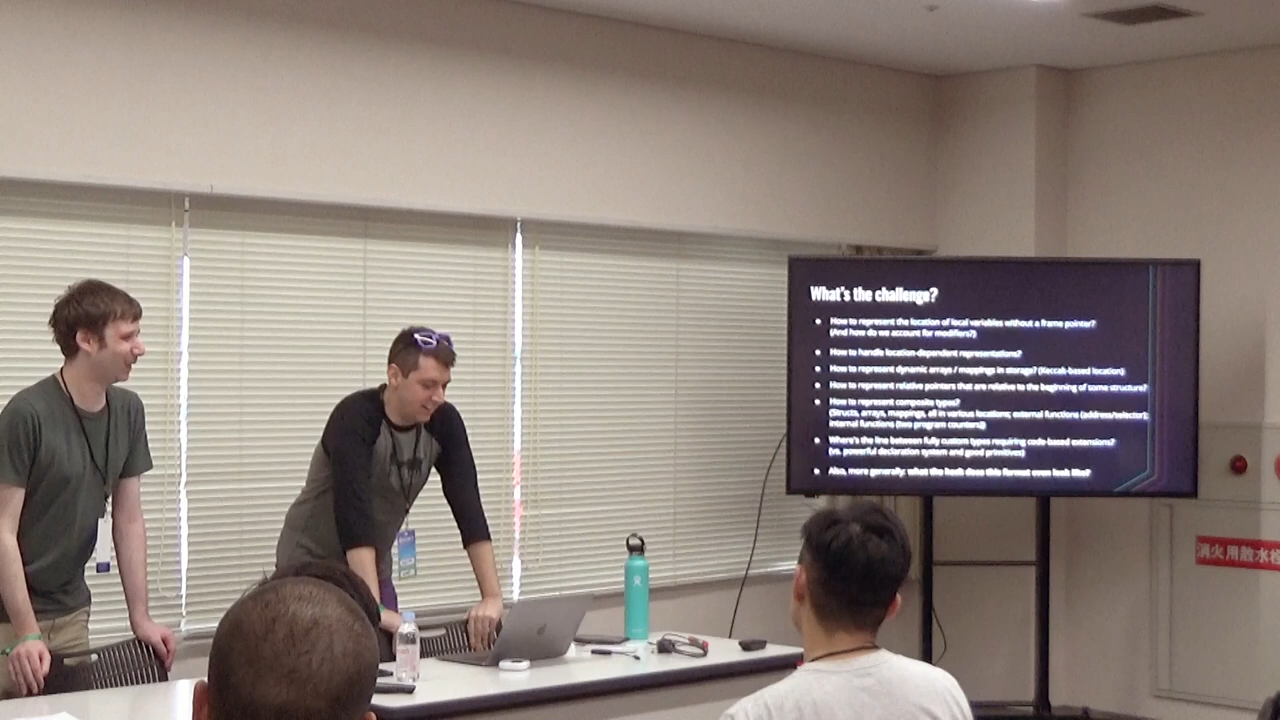 What's the challenge?
How to represent the location of local variables without a frame pointer?
(And how do we account for modifiers?)
How to handle location-dependent representations?
How to represent dynamic arrays / mappings in storage? (Keccak-based location)
How to represent relative pointers that are relative to the beginning of some structure?
How to represent composite types?
(Structs, arrays, mappings, all in various locations; external functions (address/selector);
internal functions (two program counters))
Where's the line between fully custom types requiring code-based extensions?
(vs. powerful declaration system and good primitives)
Also, more generally: what the heck does this format even look like?
消火用散水栓